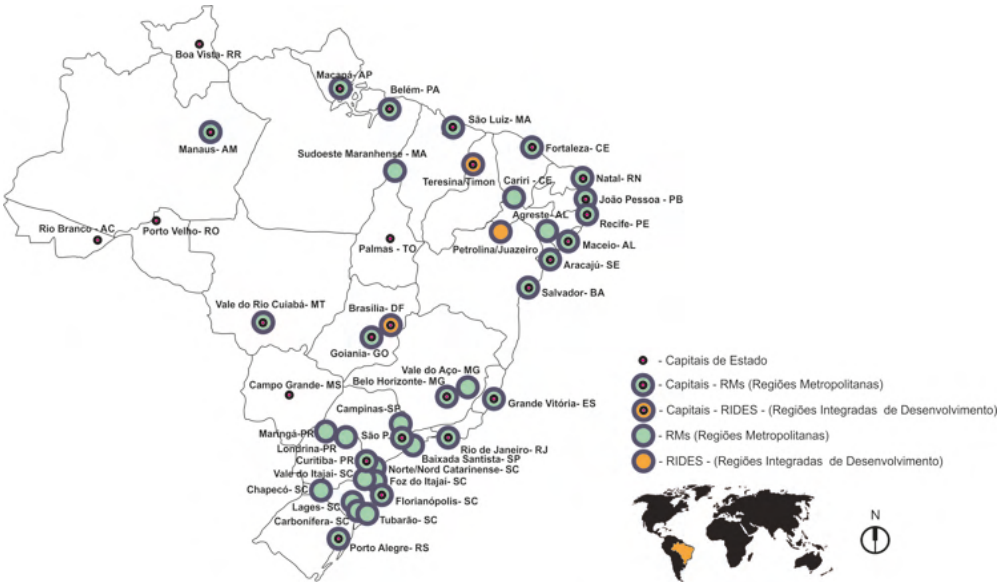 Boa Vista- RR
Macapá- AP
Belém- PA
São Luiz- MA
Manaus- AM
Sudoeste Maranhense - MA
Fortaleza- CE
Teresina/Timon
Cariri - CE
Natal- RN
João Pessoa - PB
Agreste- AL
Recife- PE
Rio Branco - AC
Porto Velho- RO
Palmas - TO
Petrolina/Juazeiro
Maceio- AL
Aracajú- SE
Salvador- BA
Vale do Rio Cuiabá- MT
Brasília- DF
Goiania- GO
Vale do Aço- MG
Belo Horizonte- MG
Campo Grande- MS
Grande Vitória- ES
Campinas-SP
Maringá-PR
São P
Londrina-PR
Rio de Janeiro- RJ
Curitiba- PR
Baixada Santista- SP
Norte/Nord Catarinense- SC
Vale do Itajaí- SC
Foz do Itajaí- SC
Chapecó- SC
Florianópolis- SC
Lages- SC
Carbonífera- SC
Tubarão- SC
Porto Alegre- RS
- Capitais de Estado
- Capitais - RMs (Regiões Metropolitanas)
- Capitais - RIDES - (Regiões Integradas de Desenvolvimento)
- RMs (Regiões Metropolitanas)
- RIDES - (Regiões Integradas de Desenvolvimento)
N